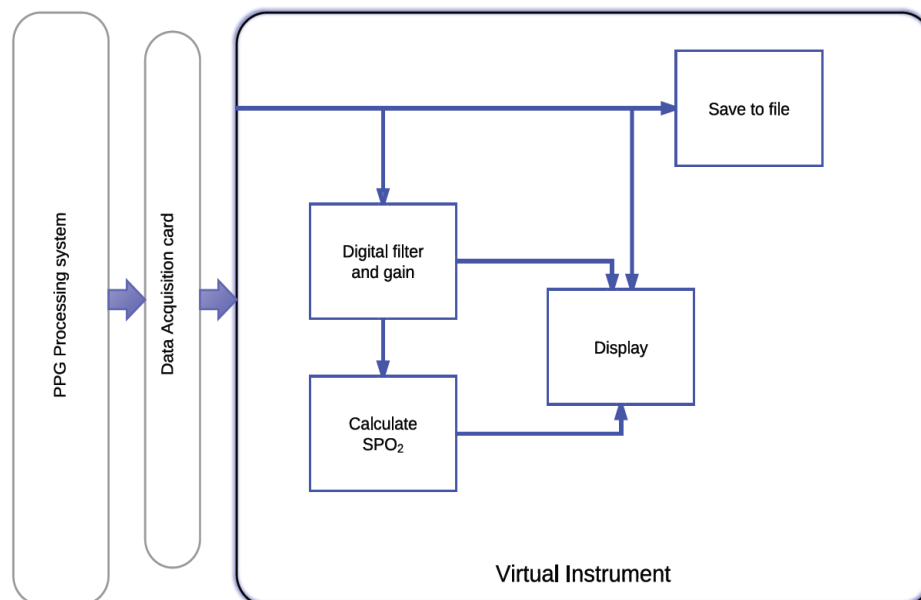 PPG Processing system
Data Acquisition card
Save to file
Digital filter
and gain
Display
Calculate
SPO₂
Virtual Instrument